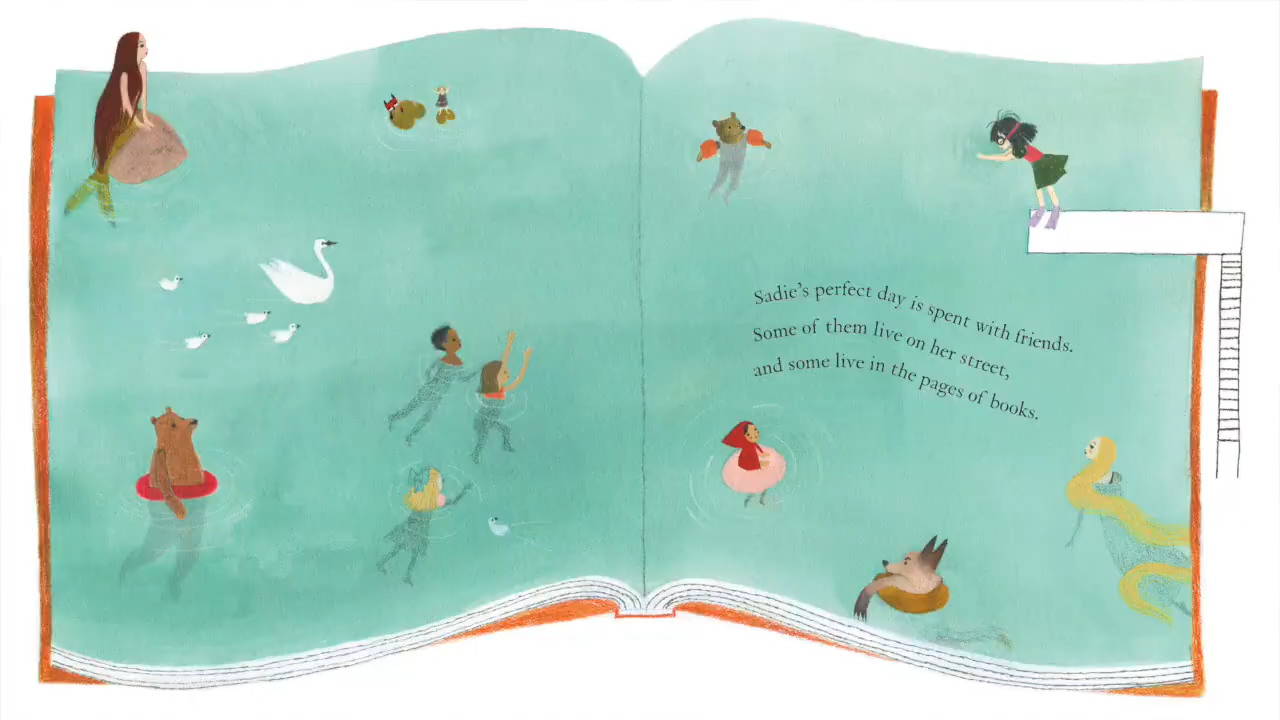 Sadie's perfect day is spent with friends.
Some of them live on her street,
and some live in the pages of books.